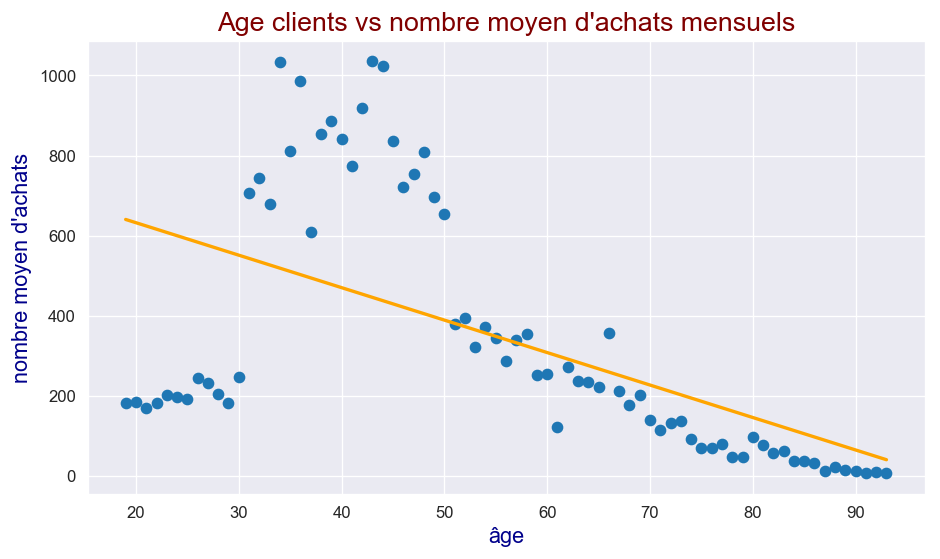 Age clients vs nombre moyen d'achats mensuels
nombre moyen d'achats
1000
800
600
400
200
0
20 30 40 50 60 70 80 90
âge